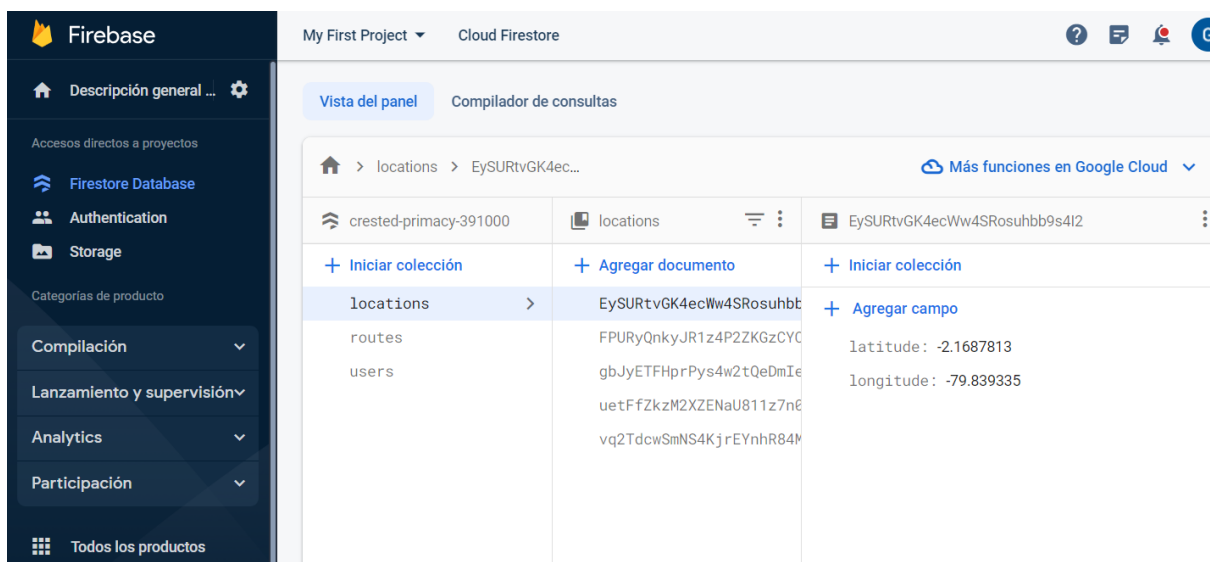 Firebase
My First Project
Cloud Firestore
Descripción general ...
Accesos directos a proyectos
Firestore Database
Authentication
Storage
Categorías de producto
Compilación
Lanzamiento y supervisión
Analytics
Participación
Todos los productos
Vista del panel
Compilador de consultas
locations > EySURtvGK4ec...
Más funciones en Google Cloud
crested-primacy-391000
locations
EySURtvGK4ecWw4SRosuhbb9s4I2
+ Iniciar colección
+ Agregar documento
+ Iniciar colección
locations
routes
users
EySURtvGK4ecWw4SRosuhbb
FPURyQnkyJR1z4P2ZKGzCYC
gbJyETFHprPys4w2tQeDmIe
uetFfZkzM2XZENaU811z7n0
vq2TdcwSmNS4KjrEYnhR84M
+ Agregar campo
latitude: -2.1687813
longitude: -79.839335